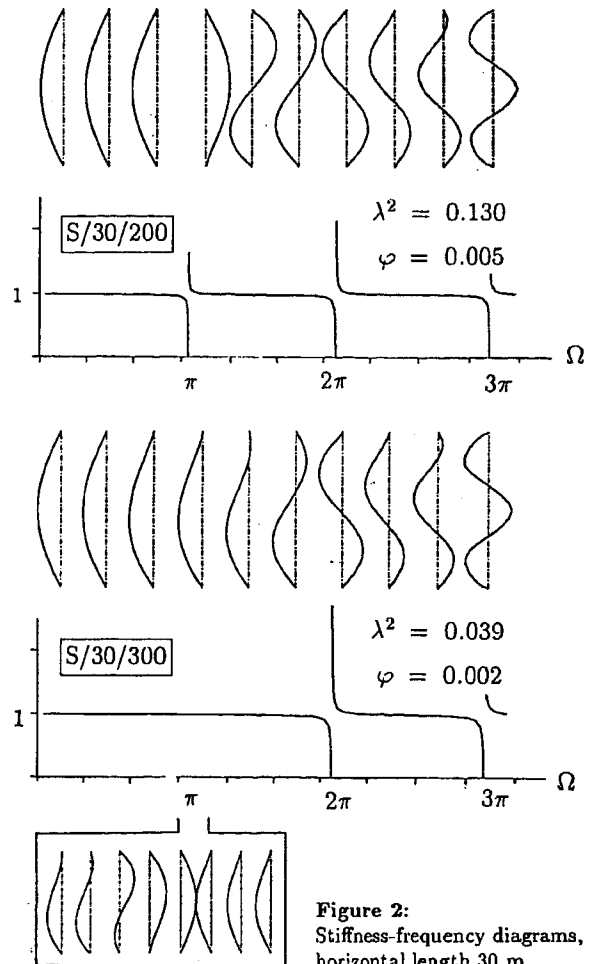 S/30/200
λ² = 0.130
φ = 0.005
1
Ω
π 2π 3π
S/30/300
λ² = 0.039
φ = 0.002
1
Ω
π 2π 3π
Figure 2:
Stiffness-frequency diagrams,
horizontal length 30 m